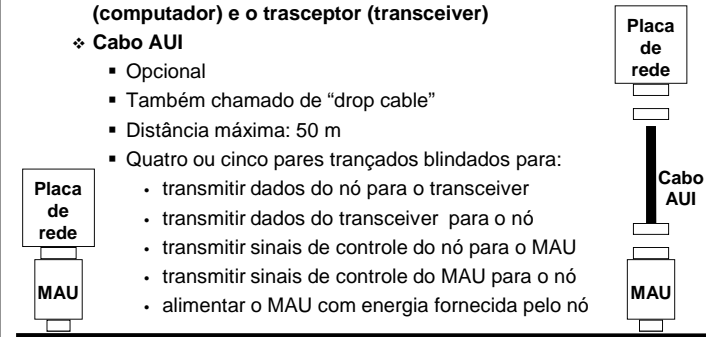 (computador) e o trasceptor (transceiver)
❖ Cabo AUI
▪ Opcional
▪ Também chamado de “drop cable”
▪ Distância máxima: 50 m
▪ Quatro ou cinco pares trançados blindados para:
• transmitir dados do nó para o transceiver
• transmitir dados do transceiver para o nó
• transmitir sinais de controle do nó para o MAU
• transmitir sinais de controle do MAU para o nó
• alimentar o MAU com energia fornecida pelo nó
Placa
de
rede
MAU
Placa
de
rede
Cabo
AUI
MAU